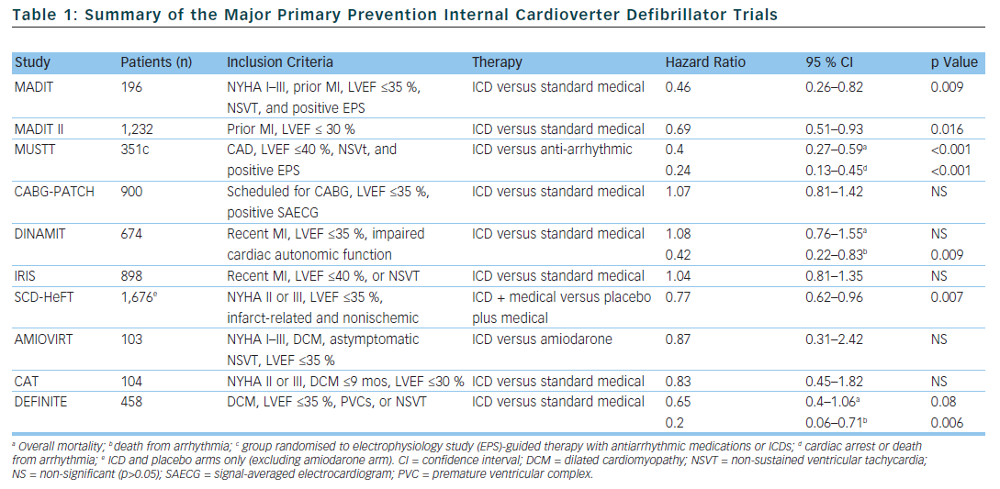 Table 1: Summary of the Major Primary Prevention Internal Cardioverter Defibrillator Trials
Study Patients (n) Inclusion Criteria Therapy Hazard Ratio 95 % CI p Value
MADIT 196 NYHA I–III, prior MI, LVEF ≤35 %, ICD versus standard medical 0.46 0.26–0.82 0.009
NSVT, and positive EPS
MADIT II 1,232 Prior MI, LVEF ≤ 30 % ICD versus standard medical 0.69 0.51–0.93 0.016
MUSTT 351c CAD, LVEF ≤40 %, NSVt, and ICD versus anti-arrhythmic 0.4 0.27–0.59ᵃ <0.001
positive EPS 0.24 0.13–0.45ᵈ <0.001
CABG-PATCH 900 Scheduled for CABG, LVEF ≤35 %, ICD versus standard medical 1.07 0.81–1.42 NS
positive SAECG
DINAMIT 674 Recent MI, LVEF ≤35 %, impaired ICD versus standard medical 1.08 0.76–1.55ᵃ NS
cardiac autonomic function 0.42 0.22–0.83ᵇ 0.009
IRIS 898 Recent MI, LVEF ≤40 %, or NSVT ICD versus standard medical 1.04 0.81–1.35 NS
SCD-HeFT 1,676ᵉ NYHA II or III, LVEF ≤35 %, ICD + medical versus placebo 0.77 0.62–0.96 0.007
infarct-related and nonischemic plus medical
AMIOVIRT 103 NYHA I–III, DCM, astymptomatic ICD versus amiodarone 0.87 0.31–2.42 NS
NSVT, LVEF ≤35 %
CAT 104 NYHA II or III, DCM ≤9 mos, LVEF ≤30 % ICD versus standard medical 0.83 0.45–1.82 NS
DEFINITE 458 DCM, LVEF ≤35 %, PVCs, or NSVT ICD versus standard medical 0.65 0.4–1.06ᵃ 0.08
0.2 0.06–0.71ᵇ 0.006
ᵃ Overall mortality; ᵇ death from arrhythmia; ᶜ group randomised to electrophysiology study (EPS)-guided therapy with antiarrhythmic medications or ICDs; ᵈ cardiac arrest or death
from arrhythmia; ᵉ ICD and placebo arms only (excluding amiodarone arm). CI = confidence interval; DCM = dilated cardiomyopathy; NSVT = non-sustained ventricular tachycardia;
NS = non-significant (p>0.05); SAECG = signal-averaged electrocardiogram; PVC = premature ventricular complex.